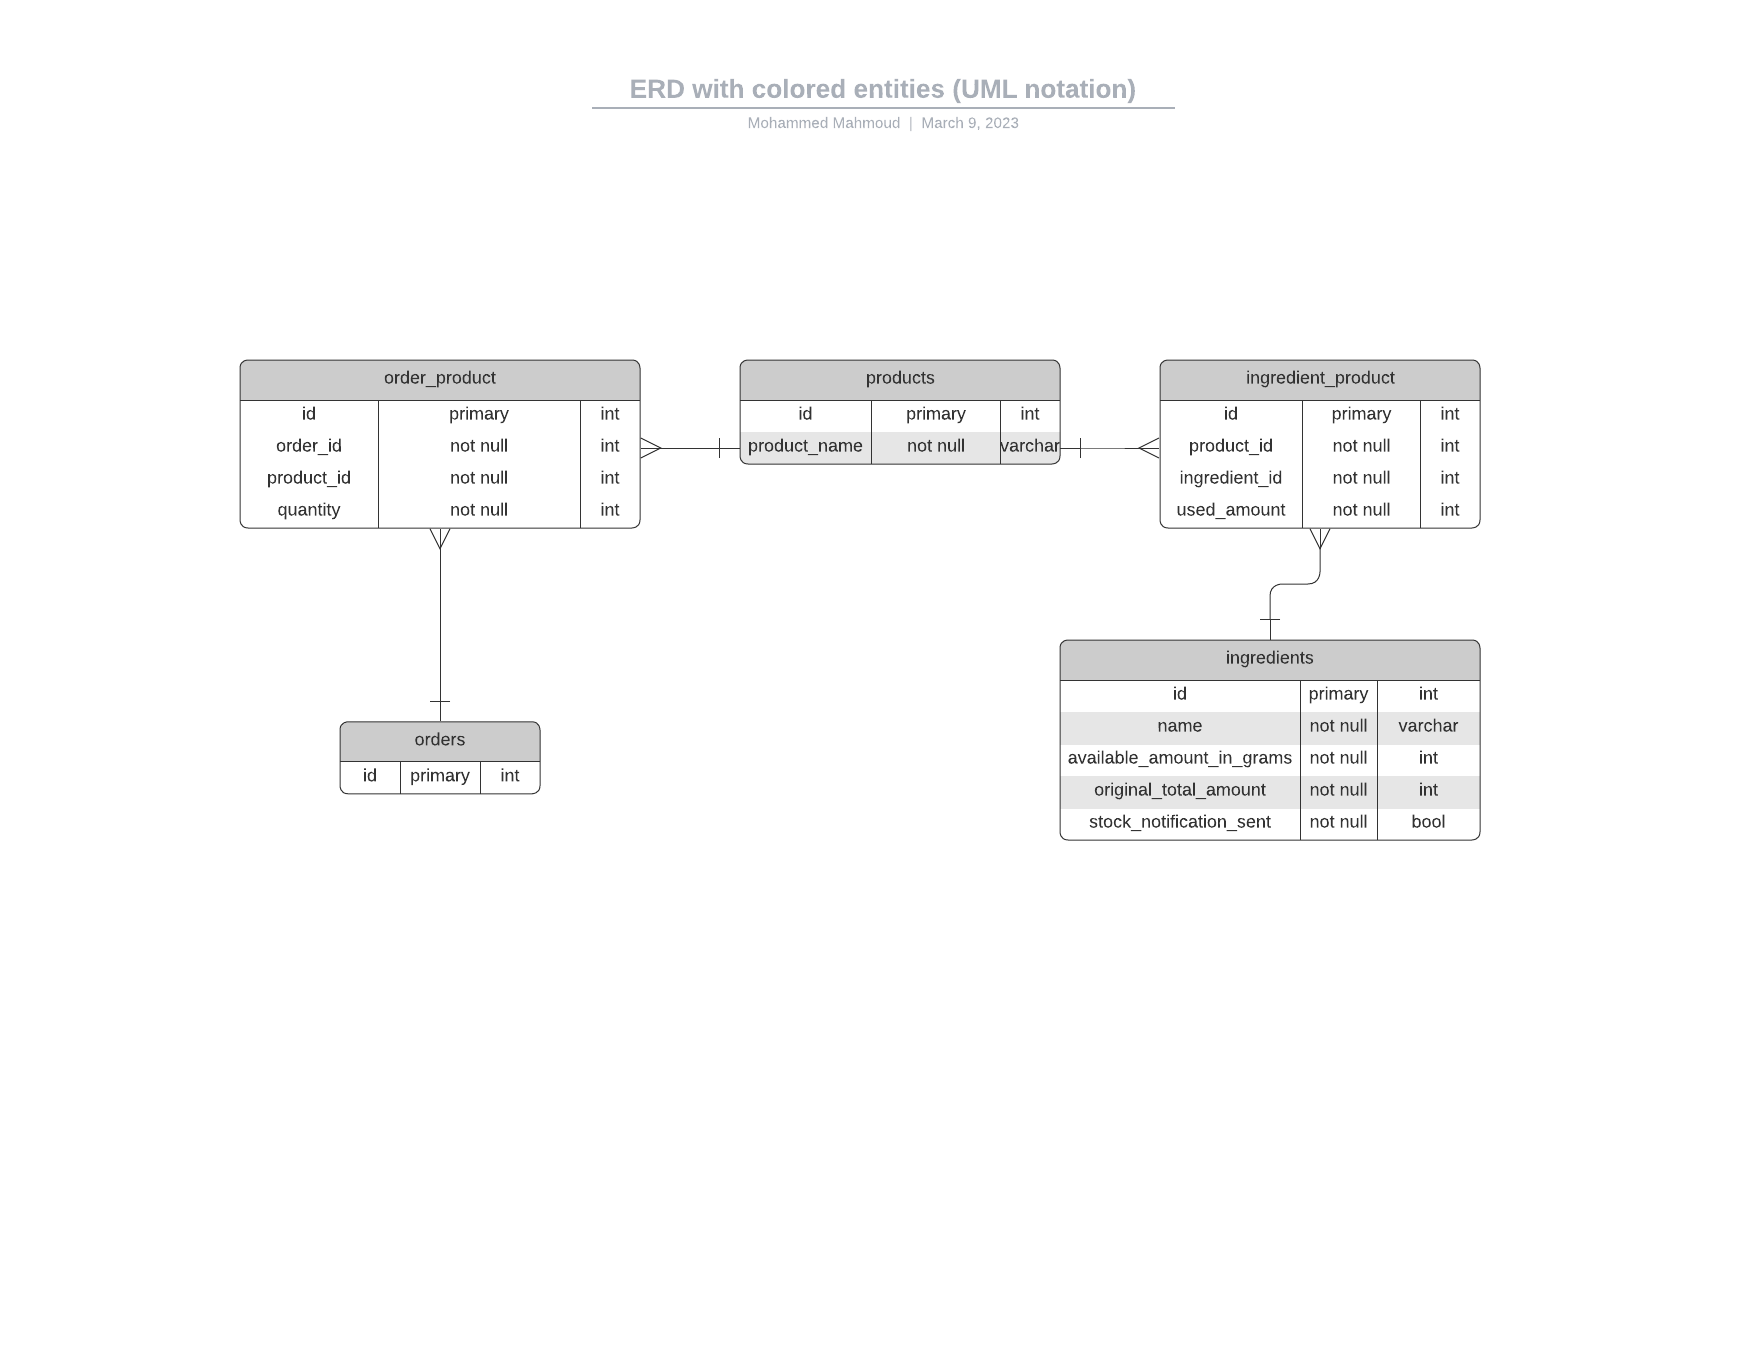 ERD with colored entities (UML notation)
Mohammed Mahmoud | March 9, 2023
order_product
id primary int
order_id not null int
product_id not null int
quantity not null int
products
id primary int
product_name not null varchar
ingredient_product
id primary int
product_id not null int
ingredient_id not null int
used_amount not null int
orders
id primary int
ingredients
id primary int
name not null varchar
available_amount_in_grams not null int
original_total_amount not null int
stock_notification_sent not null bool